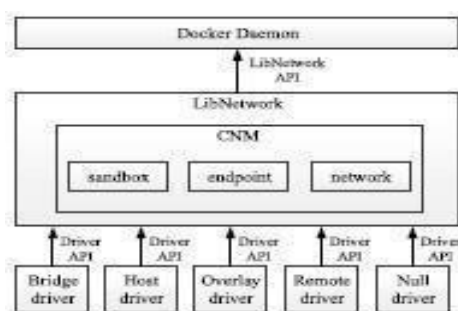 Docker Daemon
LibNetwork
API
LibNetwork
CNM
sandbox endpoint network
Driver API Driver API Driver API Driver API Driver API
Bridge driver Host driver Overlay driver Remote driver Null driver